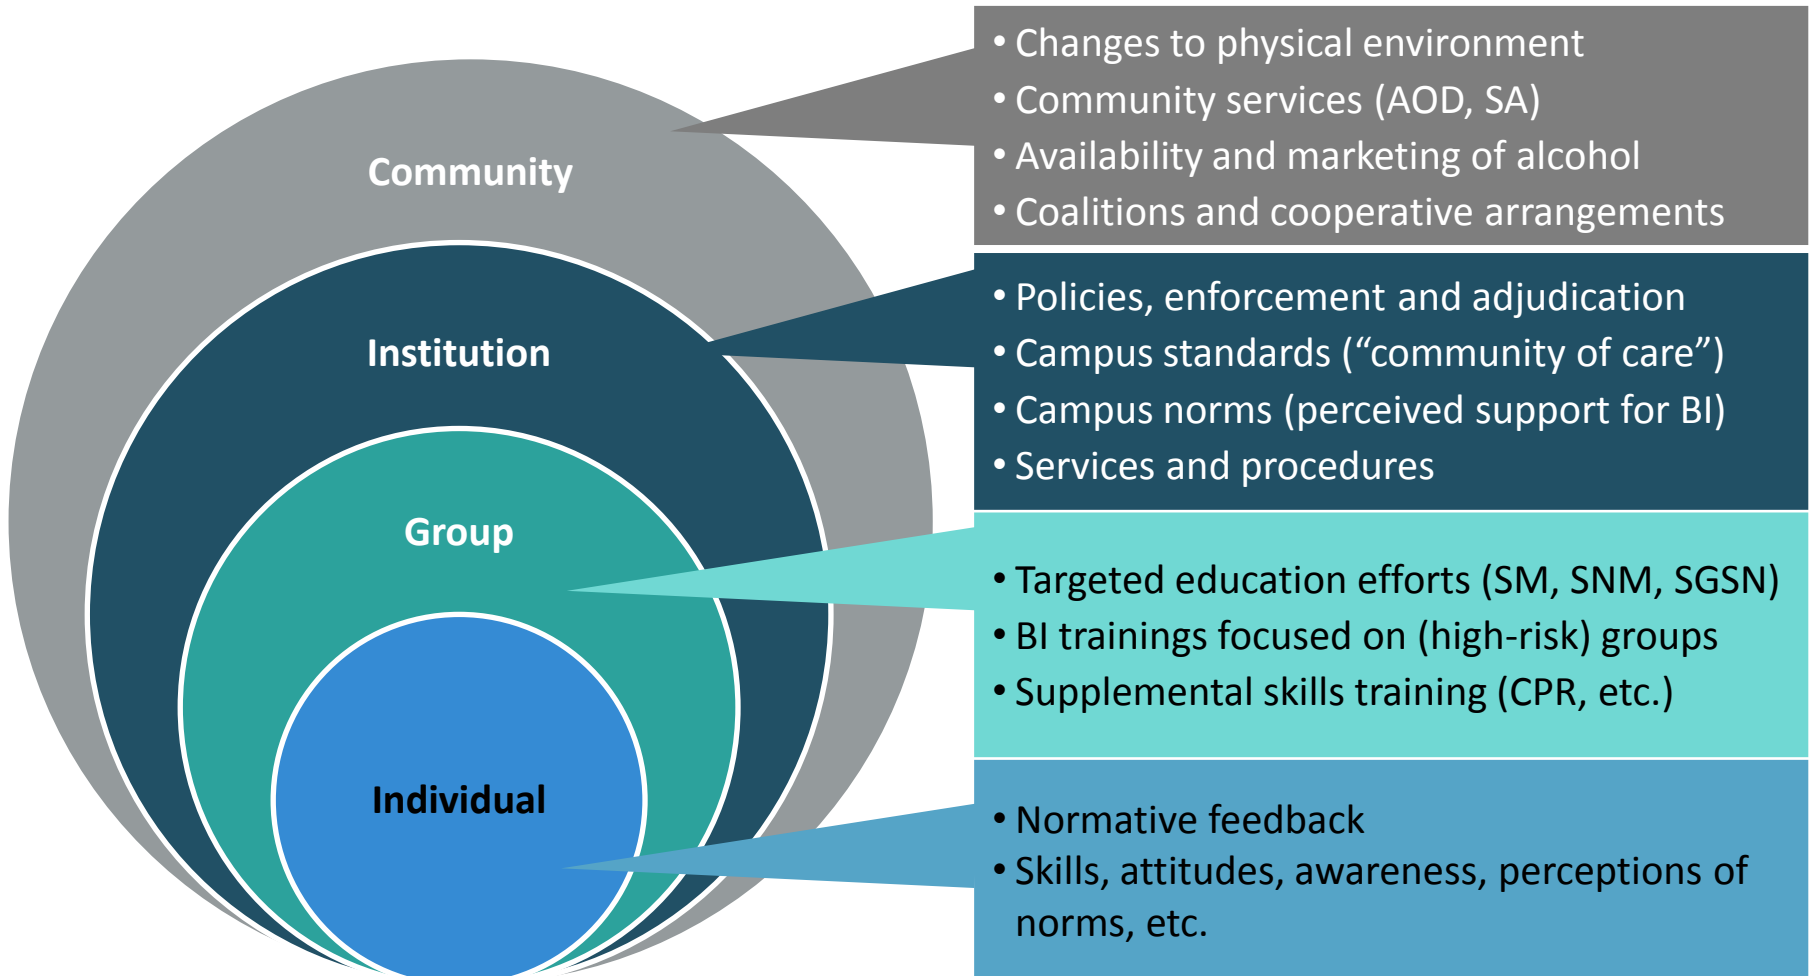 Community
Institution
Group
Individual
• Changes to physical environment
• Community services (AOD, SA)
• Availability and marketing of alcohol
• Coalitions and cooperative arrangements
• Policies, enforcement and adjudication
• Campus standards (“community of care”)
• Campus norms (perceived support for BI)
• Services and procedures
• Targeted education efforts (SM, SNM, SGSN)
• BI trainings focused on (high-risk) groups
• Supplemental skills training (CPR, etc.)
• Normative feedback
• Skills, attitudes, awareness, perceptions of
norms, etc.